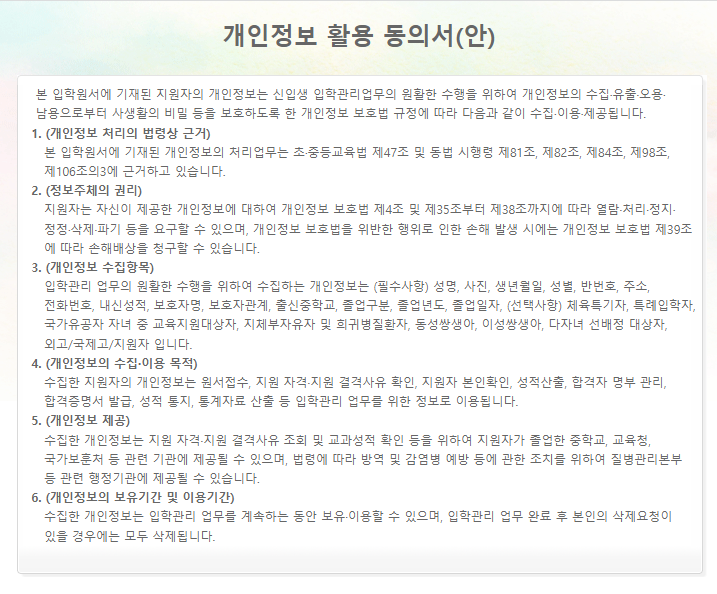 개인정보 활용 동의서(안)
본 입학원서에 기재된 지원자의 개인정보는 신입생 입학관리업무의 원활한 수행을 위하여 개인정보의 수집·유출·오용·
남용으로부터 사생활의 비밀 등을 보호하도록 한 개인정보 보호법 규정에 따라 다음과 같이 수집·이용·제공됩니다.
1. (개인정보 처리의 법령상 근거)
본 입학원서에 기재된 개인정보의 처리업무는 초·중등교육법 제47조 및 동법 시행령 제81조, 제82조, 제84조, 제98조,
제106조의3에 근거하고 있습니다.
2. (정보주체의 권리)
지원자는 자신이 제공한 개인정보에 대하여 개인정보 보호법 제4조 및 제35조부터 제38조까지에 따라 열람·처리·정지·
정정·삭제·파기 등을 요구할 수 있으며, 개인정보 보호법을 위반한 행위로 인한 손해 발생 시에는 개인정보 보호법 제39조
에 따라 손해배상을 청구할 수 있습니다.
3. (개인정보 수집항목)
입학관리 업무의 원활한 수행을 위하여 수집하는 개인정보는 (필수사항) 성명, 사진, 생년월일, 성별, 반번호, 주소,
전화번호, 내신성적, 보호자명, 보호자관계, 출신중학교, 졸업구분, 졸업년도, 졸업일자, (선택사항) 체육특기자, 특례입학자,
국가유공자 자녀 중 교육지원대상자, 지체부자유자 및 희귀병질환자, 동성쌍생아, 이성쌍생아, 다자녀 선배정 대상자,
외고/국제고/지원자 입니다.
4. (개인정보의 수집·이용 목적)
수집한 지원자의 개인정보는 원서접수, 지원 자격·지원 결격사유 확인, 지원자 본인확인, 성적산출, 합격자 명부 관리,
합격증명서 발급, 성적 통지, 통계자료 산출 등 입학관리 업무를 위한 정보로 이용됩니다.
5. (개인정보 제공)
수집한 개인정보는 지원 자격·지원 결격사유 조회 및 교과성적 확인 등을 위하여 지원자가 졸업한 중학교, 교육청,
국가보훈처 등 관련 기관에 제공될 수 있으며, 법령에 따라 방역 및 감염병 예방 등에 관한 조치를 위하여 질병관리본부
등 관련 행정기관에 제공될 수 있습니다.
6. (개인정보의 보유기간 및 이용기간)
수집한 개인정보는 입학관리 업무를 계속하는 동안 보유·이용할 수 있으며, 입학관리 업무 완료 후 본인의 삭제요청이
있을 경우에는 모두 삭제됩니다.